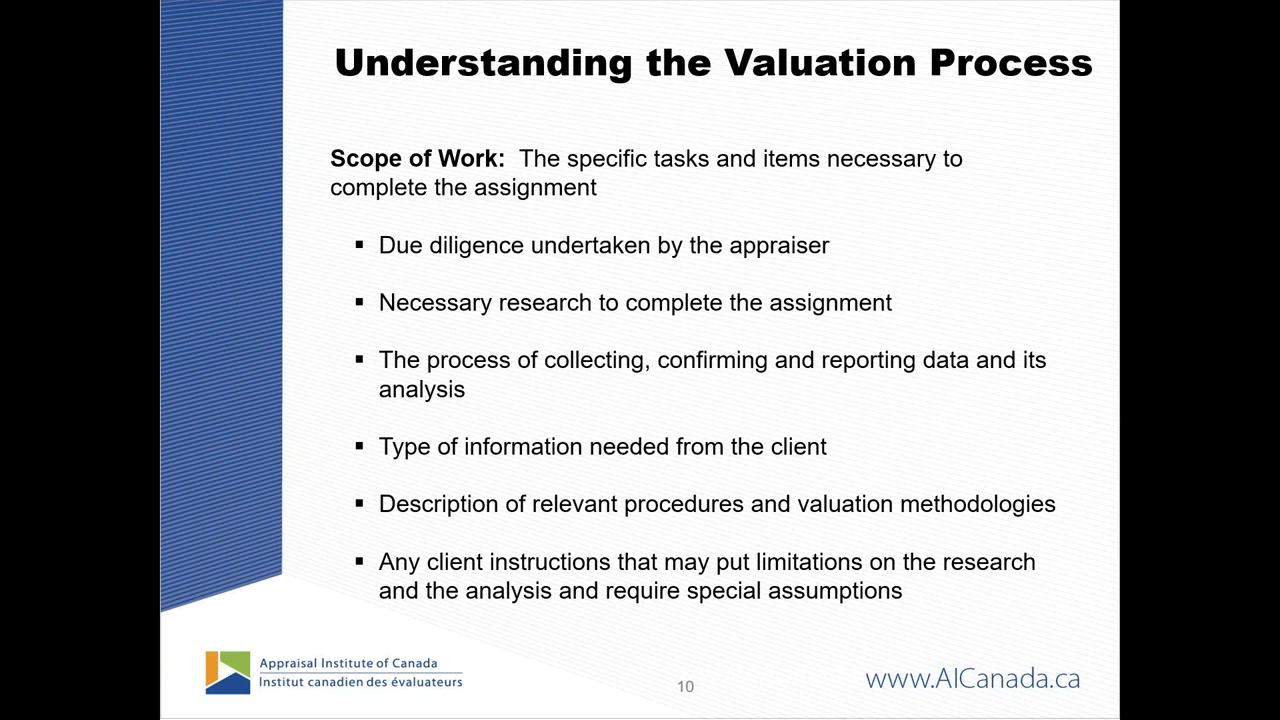 Understanding the Valuation Process
Scope of Work: The specific tasks and items necessary to
complete the assignment
▪ Due diligence undertaken by the appraiser
▪ Necessary research to complete the assignment
▪ The process of collecting, confirming and reporting data and its
analysis
▪ Type of information needed from the client
▪ Description of relevant procedures and valuation methodologies
▪ Any client instructions that may put limitations on the research
and the analysis and require special assumptions
Appraisal Institute of Canada
Institut canadien des évaluateurs
10
www.AICanada.ca